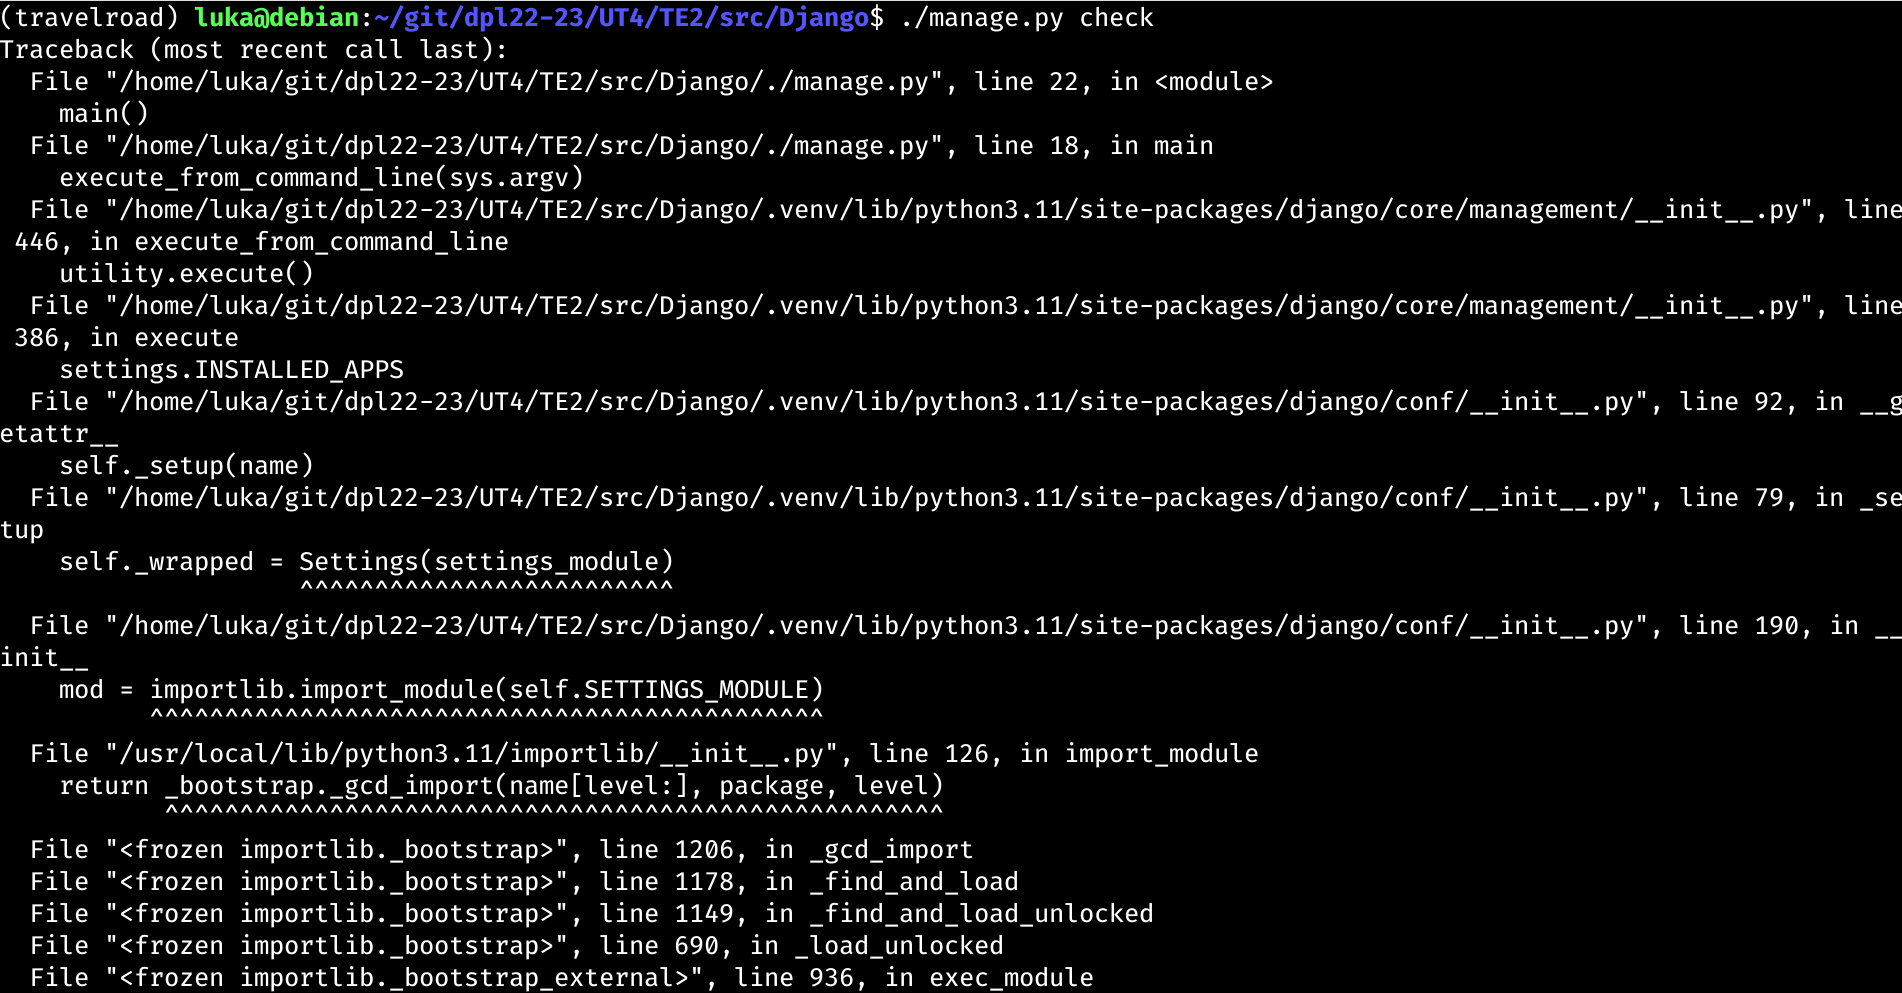 (travelroad) luka@debian:~/git/dpl22-23/UT4/TE2/src/Django$ ./manage.py check
Traceback (most recent call last):
  File "/home/luka/git/dpl22-23/UT4/TE2/src/Django/./manage.py", line 22, in <module>
    main()
  File "/home/luka/git/dpl22-23/UT4/TE2/src/Django/./manage.py", line 18, in main
    execute_from_command_line(sys.argv)
  File "/home/luka/git/dpl22-23/UT4/TE2/src/Django/.venv/lib/python3.11/site-packages/django/core/management/__init__.py", line
 446, in execute_from_command_line
    utility.execute()
  File "/home/luka/git/dpl22-23/UT4/TE2/src/Django/.venv/lib/python3.11/site-packages/django/core/management/__init__.py", line
 386, in execute
    settings.INSTALLED_APPS
  File "/home/luka/git/dpl22-23/UT4/TE2/src/Django/.venv/lib/python3.11/site-packages/django/conf/__init__.py", line 92, in __g
etattr__
    self._setup(name)
  File "/home/luka/git/dpl22-23/UT4/TE2/src/Django/.venv/lib/python3.11/site-packages/django/conf/__init__.py", line 79, in _se
tup
    self._wrapped = Settings(settings_module)
                    ^^^^^^^^^^^^^^^^^^^^^^^^^
  File "/home/luka/git/dpl22-23/UT4/TE2/src/Django/.venv/lib/python3.11/site-packages/django/conf/__init__.py", line 190, in __
init__
    mod = importlib.import_module(self.SETTINGS_MODULE)
          ^^^^^^^^^^^^^^^^^^^^^^^^^^^^^^^^^^^^^^^^^^^^^
  File "/usr/local/lib/python3.11/importlib/__init__.py", line 126, in import_module
    return _bootstrap._gcd_import(name[level:], package, level)
           ^^^^^^^^^^^^^^^^^^^^^^^^^^^^^^^^^^^^^^^^^^^^^^^^^^^^
  File "<frozen importlib._bootstrap>", line 1206, in _gcd_import
  File "<frozen importlib._bootstrap>", line 1178, in _find_and_load
  File "<frozen importlib._bootstrap>", line 1149, in _find_and_load_unlocked
  File "<frozen importlib._bootstrap>", line 690, in _load_unlocked
  File "<frozen importlib._bootstrap_external>", line 936, in exec_module